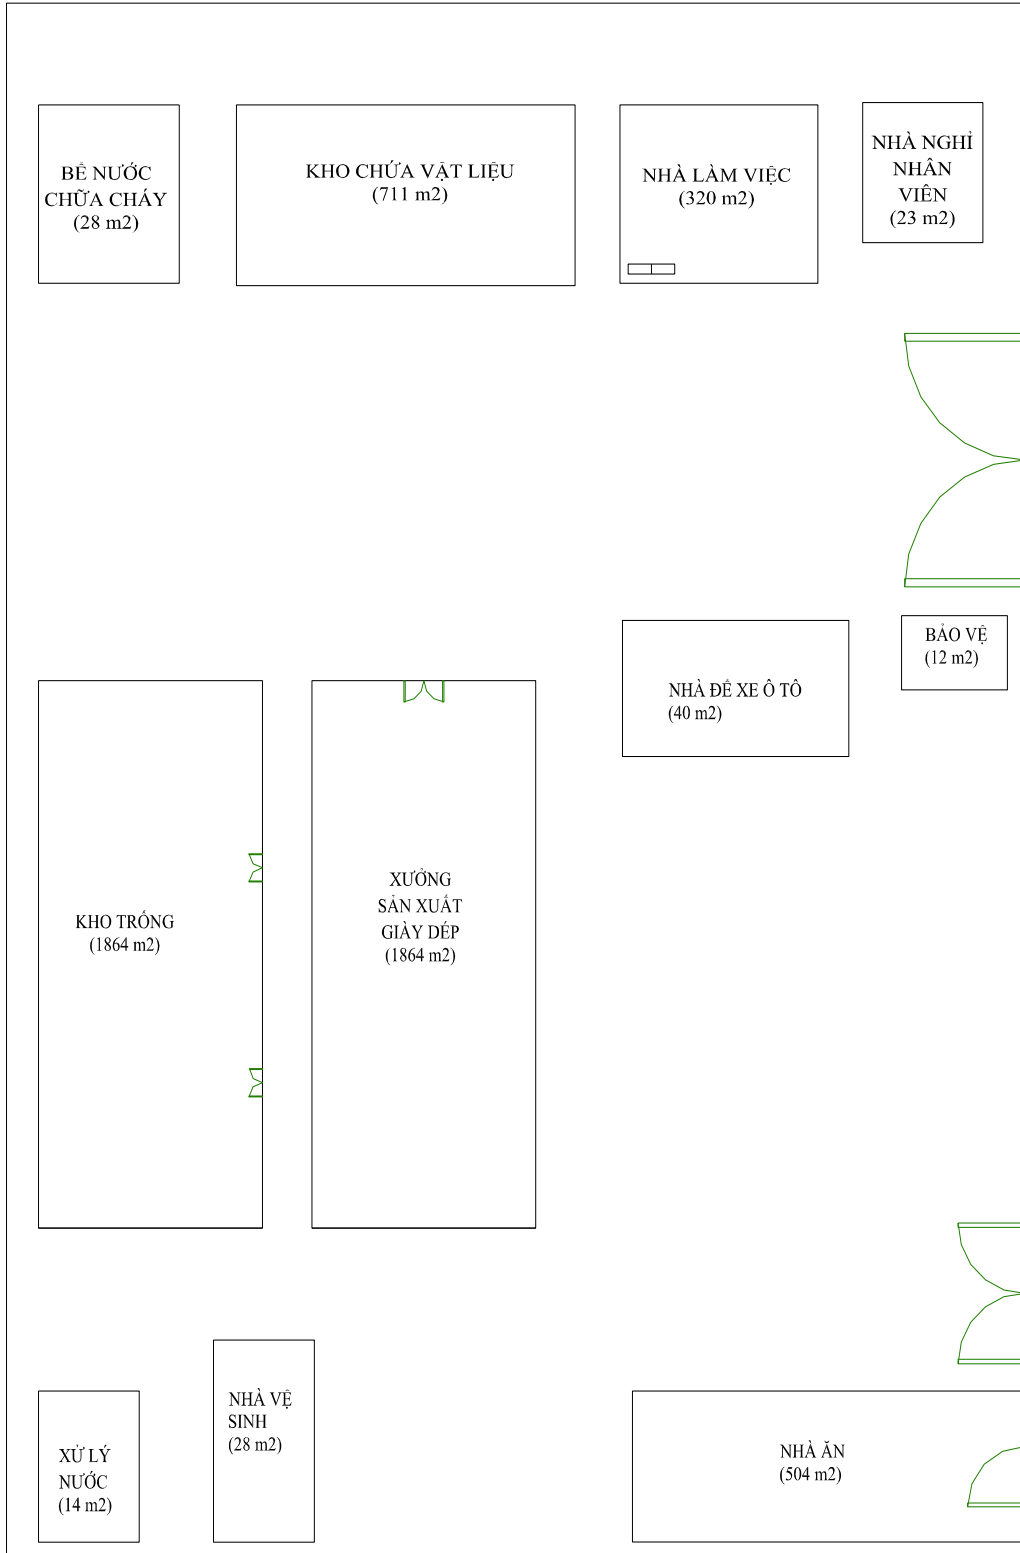 BỂ NƯỚC
CHỮA CHÁY
(28 m2)
KHO CHỨA VẬT LIỆU
(711 m2)
NHÀ LÀM VIỆC
(320 m2)
NHÀ NGHỈ
NHÂN
VIÊN
(23 m2)
BẢO VỆ
(12 m2)
NHÀ ĐỂ XE Ô TÔ
(40 m2)
KHO TRỐNG
(1864 m2)
XƯỞNG
SẢN XUẤT
GIÀY DÉP
(1864 m2)
XỬ LÝ
NƯỚC
(14 m2)
NHÀ VỆ
SINH
(28 m2)
NHÀ ĂN
(504 m2)